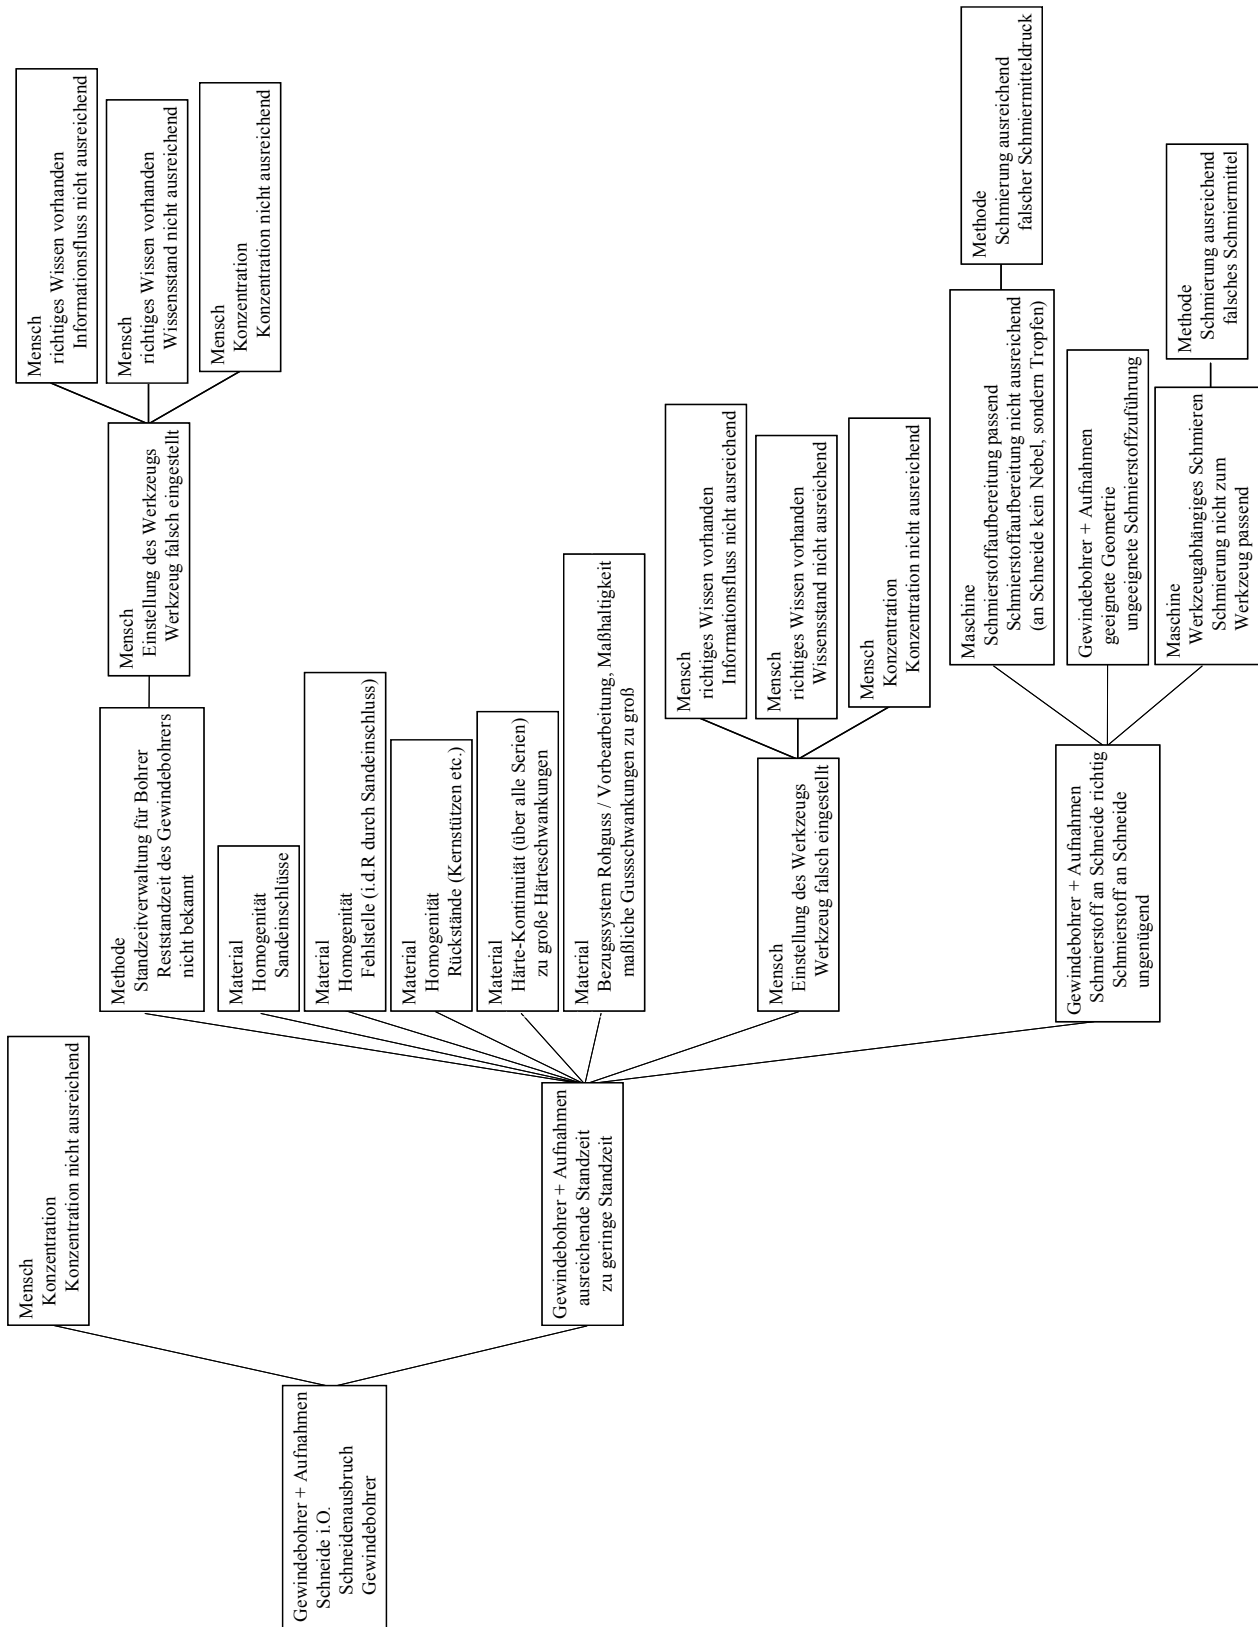 Gewindebohrer + Aufnahmen
Schneide i.O.
Schneidenausbruch
Gewindebohrer
Mensch
Konzentration
Konzentration nicht ausreichend
Gewindebohrer + Aufnahmen
ausreichende Standzeit
zu geringe Standzeit
Methode
Standzeitverwaltung für Bohrer
Reststandzeit des Gewindebohrers
nicht bekannt
Mensch
Einstellung des Werkzeugs
Werkzeug falsch eingestellt
Mensch
richtiges Wissen vorhanden
Informationsfluss nicht ausreichend
Mensch
richtiges Wissen vorhanden
Wissensstand nicht ausreichend
Mensch
Konzentration
Konzentration nicht ausreichend
Material
Homogenität
Sandeinschlüsse
Material
Homogenität
Fehlstelle (i.d.R durch Sandeinschluss)
Material
Homogenität
Rückstände (Kernstützen etc.)
Material
Härte-Kontinuität (über alle Serien)
zu große Härteschwankungen
Material
Bezugssystem Rohguss / Vorbearbeitung, Maßhaltigkeit
maßliche Gussschwankungen zu groß
Mensch
Einstellung des Werkzeugs
Werkzeug falsch eingestellt
Mensch
richtiges Wissen vorhanden
Informationsfluss nicht ausreichend
Mensch
richtiges Wissen vorhanden
Wissensstand nicht ausreichend
Mensch
Konzentration
Konzentration nicht ausreichend
Gewindebohrer + Aufnahmen
Schmierstoff an Schneide richtig
Schmierstoff an Schneide
ungenügend
Maschine
Schmierstoffaufbereitung passend
Schmierstoffaufbereitung nicht ausreichend
(an Schneide kein Nebel, sondern Tropfen)
Methode
Schmierung ausreichend
falscher Schmiermitteldruck
Gewindebohrer + Aufnahmen
geeignete Geometrie
ungeeignete Schmierstoffzuführung
Maschine
Werkzeugabhängiges Schmieren
Schmierung nicht zum
Werkzeug passend
Methode
Schmierung ausreichend
falsches Schmiermittel